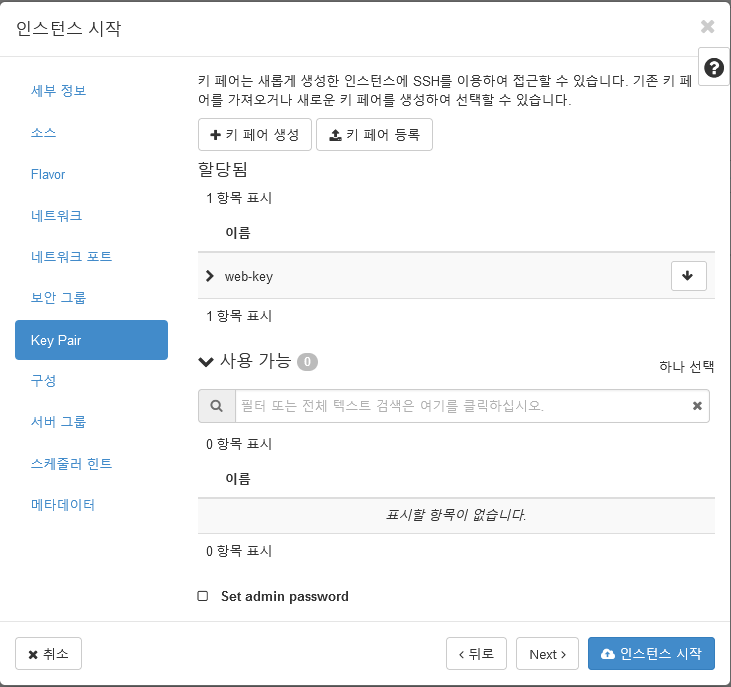 인스턴스 시작
세부 정보
소스
Flavor
네트워크
네트워크 포트
보안 그룹
Key Pair
구성
서버 그룹
스케줄러 힌트
메타데이터
키 페어는 새롭게 생성한 인스턴스에 SSH를 이용하여 접근할 수 있습니다. 기존 키 페
어를 가져오거나 새로운 키 페어를 생성하여 선택할 수 있습니다.
키 페어 생성 키 페어 등록
할당됨
1 항목 표시
이름
web-key
1 항목 표시
사용 가능 0 하나 선택
필터 또는 전체 텍스트 검색은 여기를 클릭하십시오.
0 항목 표시
이름
표시할 항목이 없습니다.
0 항목 표시
Set admin password
취소 뒤로 Next 인스턴스 시작